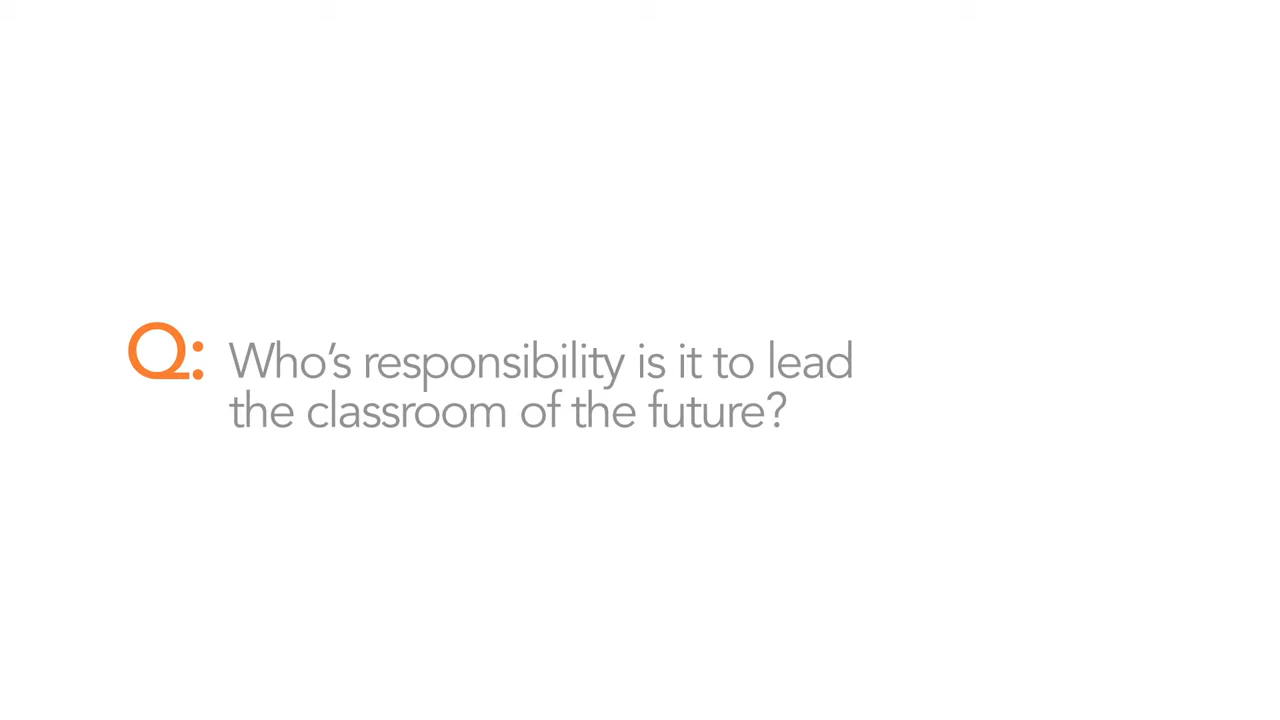 Q: Who’s responsibility is it to lead
the classroom of the future?